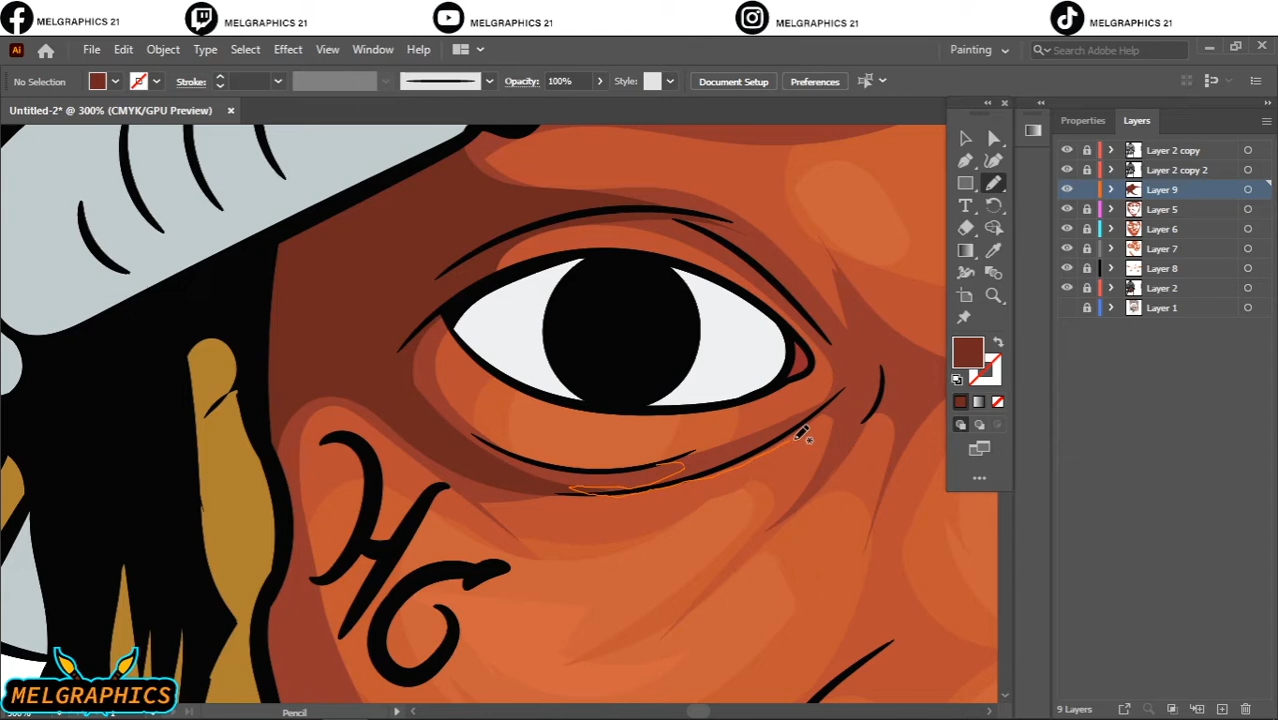 MELGRAPHICS 21 MELGRAPHICS 21 MELGRAPHICS 21 MELGRAPHICS 21 MELGRAPHICS 21
Ai File Edit Object Type Select Effect View Window Help Painting Search Adobe Help
No Selection Stroke: Opacity: 100% Style: Document Setup Preferences
Untitled-2* @ 300% (CMYK/GPU Preview)
Properties Layers
Layer 2 copy
Layer 2 copy 2
Layer 9
Layer 5
Layer 6
Layer 7
Layer 8
Layer 2
Layer 1
HC
MELGRAPHICS
Pencil
9 Layers